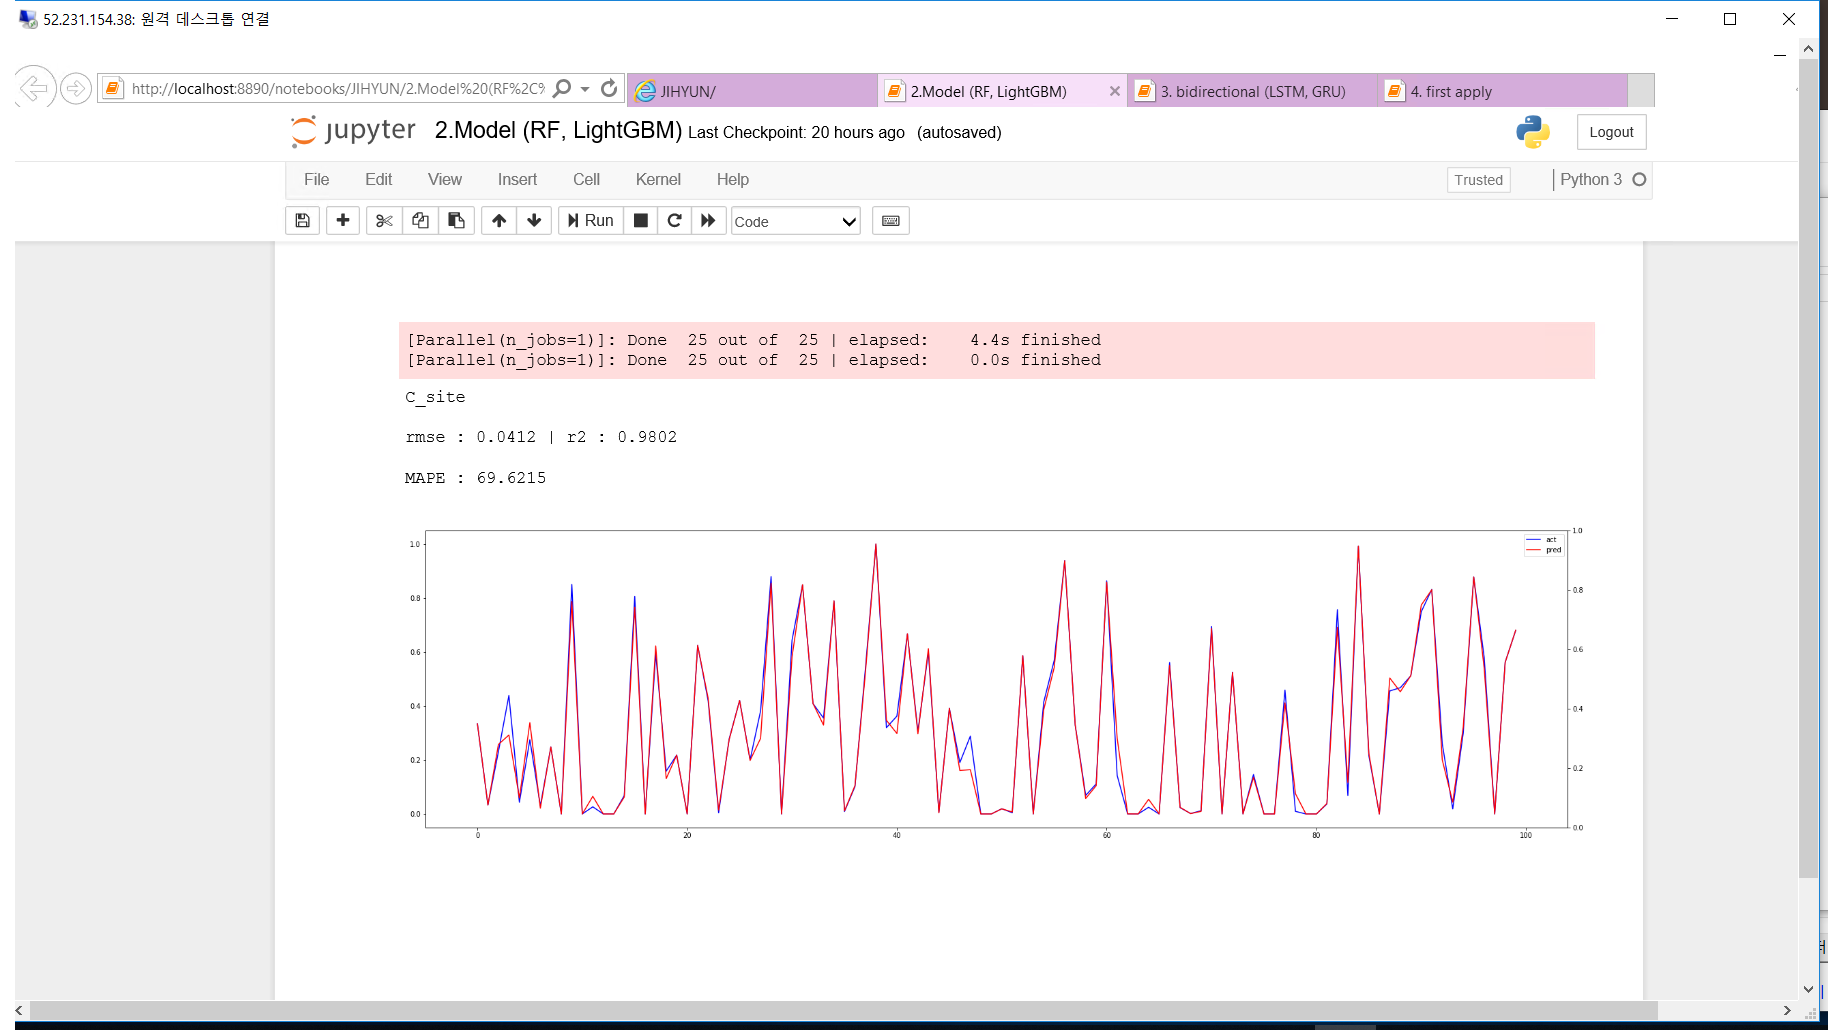 52.231.154.38: 원격 데스크톱 연결
http://localhost:8890/notebooks/JIHYUN/2.Model%20(RF%2C%
JIHYUN/
2.Model (RF, LightGBM)
3. bidirectional (LSTM, GRU)
4. first apply
jupyter 2.Model (RF, LightGBM) Last Checkpoint: 20 hours ago (autosaved)
Logout
File Edit View Insert Cell Kernel Help
Trusted
Python 3
Run
Code
[Parallel(n_jobs=1)]: Done  25 out of  25 | elapsed:    4.4s finished
[Parallel(n_jobs=1)]: Done  25 out of  25 | elapsed:    0.0s finished
C_site
rmse : 0.0412 | r2 : 0.9802
MAPE : 69.6215
1.0
0.8
0.6
0.4
0.2
0.0
1.0
0.8
0.6
0.4
0.2
0.0
act
pred
0 20 40 60 80 100